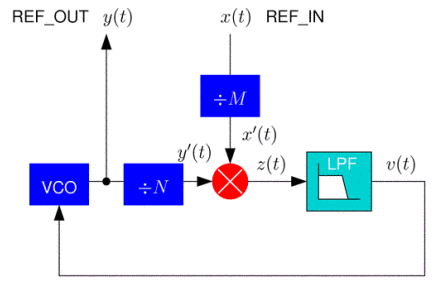 REF_OUT y(t) x(t) REF_IN
÷M
x′(t)
y′(t) z(t) LPF v(t)
VCO ÷N